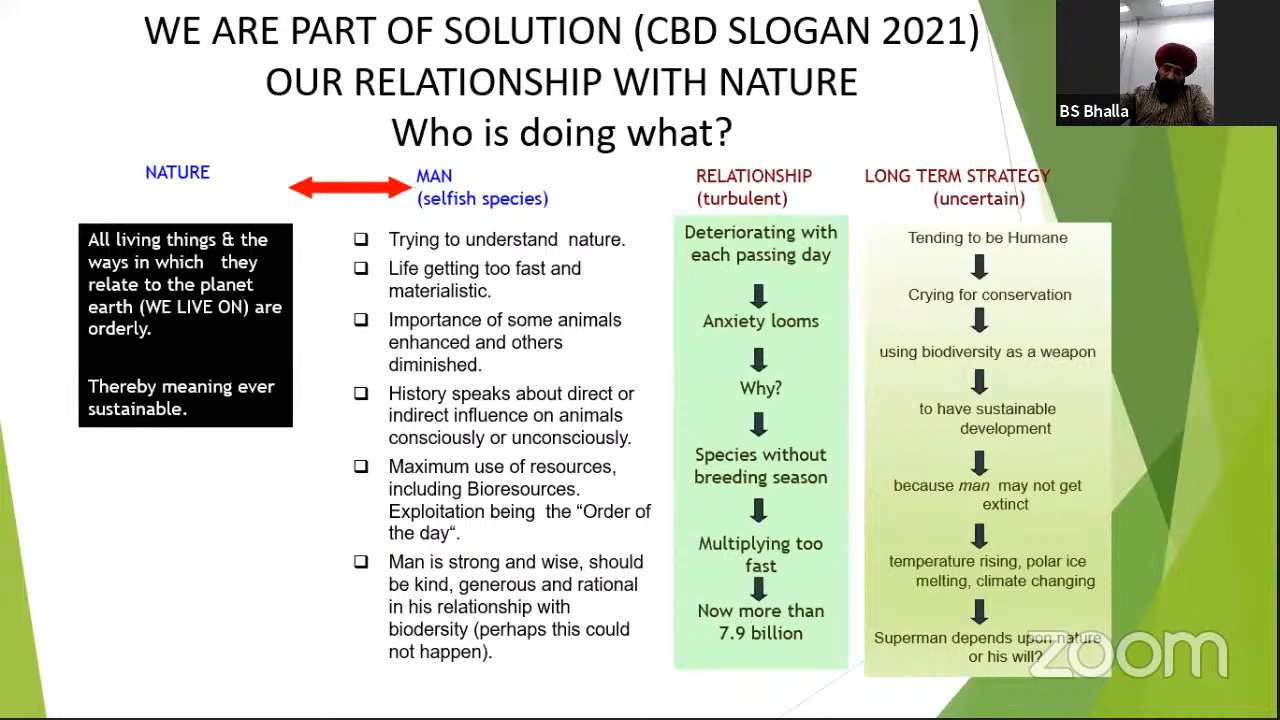 WE ARE PART OF SOLUTION (CBD SLOGAN 2021)
OUR RELATIONSHIP WITH NATURE
Who is doing what?
BS Bhalla
NATURE
All living things & the
ways in which they
relate to the planet
earth (WE LIVE ON) are
orderly.
Thereby meaning ever
sustainable.
MAN
(selfish species)
Trying to understand nature.
Life getting too fast and
materialistic.
Importance of some animals
enhanced and others
diminished.
History speaks about direct or
indirect influence on animals
consciously or unconsciously.
Maximum use of resources,
including Bioresources.
Exploitation being the “Order of
the day“.
Man is strong and wise, should
be kind, generous and rational
in his relationship with
biodersity (perhaps this could
not happen).
RELATIONSHIP
(turbulent)
Deteriorating with
each passing day
Anxiety looms
Why?
Species without
breeding season
Multiplying too
fast
Now more than
7.9 billion
LONG TERM STRATEGY
(uncertain)
Tending to be Humane
Crying for conservation
using biodiversity as a weapon
to have sustainable
development
because man may not get
extinct
temperature rising, polar ice
melting, climate changing
Superman depends upon nature
or his will?
zoom